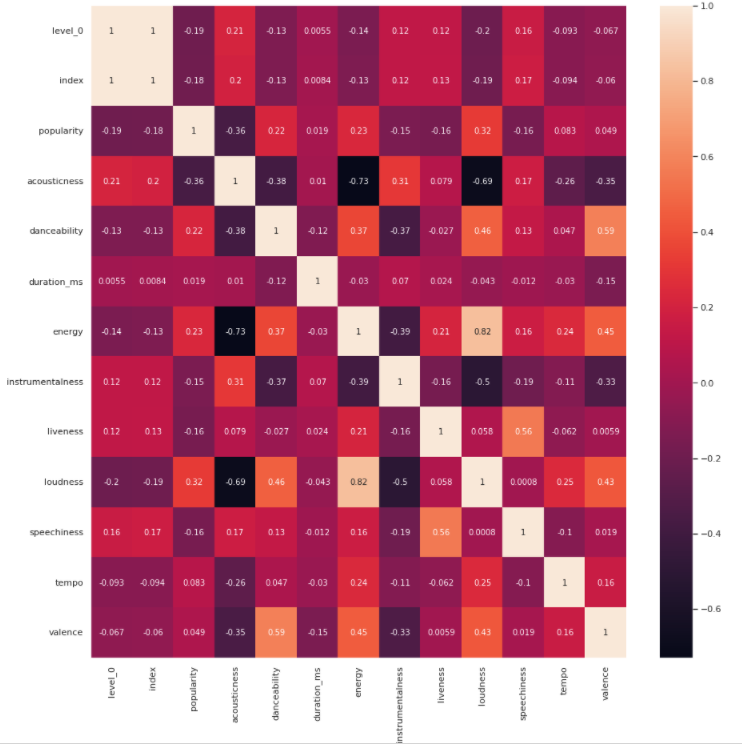 level_0 1 1 -0.19 0.21 -0.13 0.0055 -0.14 0.12 0.12 -0.2 0.16 -0.093 -0.067
index 1 1 -0.18 0.2 -0.13 0.0084 -0.13 0.12 0.13 -0.19 0.17 -0.094 -0.06
popularity -0.19 -0.18 1 -0.36 0.22 0.019 0.23 -0.15 -0.16 0.32 -0.16 0.083 0.049
acousticness 0.21 0.2 -0.36 1 -0.38 0.01 -0.73 0.31 0.079 -0.69 0.17 -0.26 -0.35
danceability -0.13 -0.13 0.22 -0.38 1 -0.12 0.37 -0.37 -0.027 0.46 0.13 0.047 0.59
duration_ms 0.0055 0.0084 0.019 0.01 -0.12 1 -0.03 0.07 0.024 -0.043 -0.012 -0.03 -0.15
energy -0.14 -0.13 0.23 -0.73 0.37 -0.03 1 -0.39 0.21 0.82 0.16 0.24 0.45
instrumentalness 0.12 0.12 -0.15 0.31 -0.37 0.07 -0.39 1 -0.16 -0.5 -0.19 -0.11 -0.33
liveness 0.12 0.13 -0.16 0.079 -0.027 0.024 0.21 -0.16 1 0.058 0.56 -0.062 0.0059
loudness -0.2 -0.19 0.32 -0.69 0.46 -0.043 0.82 -0.5 0.058 1 0.0008 0.25 0.43
speechiness 0.16 0.17 -0.16 0.17 0.13 -0.012 0.16 -0.19 0.56 0.0008 1 -0.1 0.019
tempo -0.093 -0.094 0.083 -0.26 0.047 -0.03 0.24 -0.11 -0.062 0.25 -0.1 1 0.16
valence -0.067 -0.06 0.049 -0.35 0.59 -0.15 0.45 -0.33 0.0059 0.43 0.019 0.16 1
level_0
index
popularity
acousticness
danceability
duration_ms
energy
instrumentalness
liveness
loudness
speechiness
tempo
valence
1.0
0.8
0.6
0.4
0.2
0.0
−0.2
−0.4
−0.6